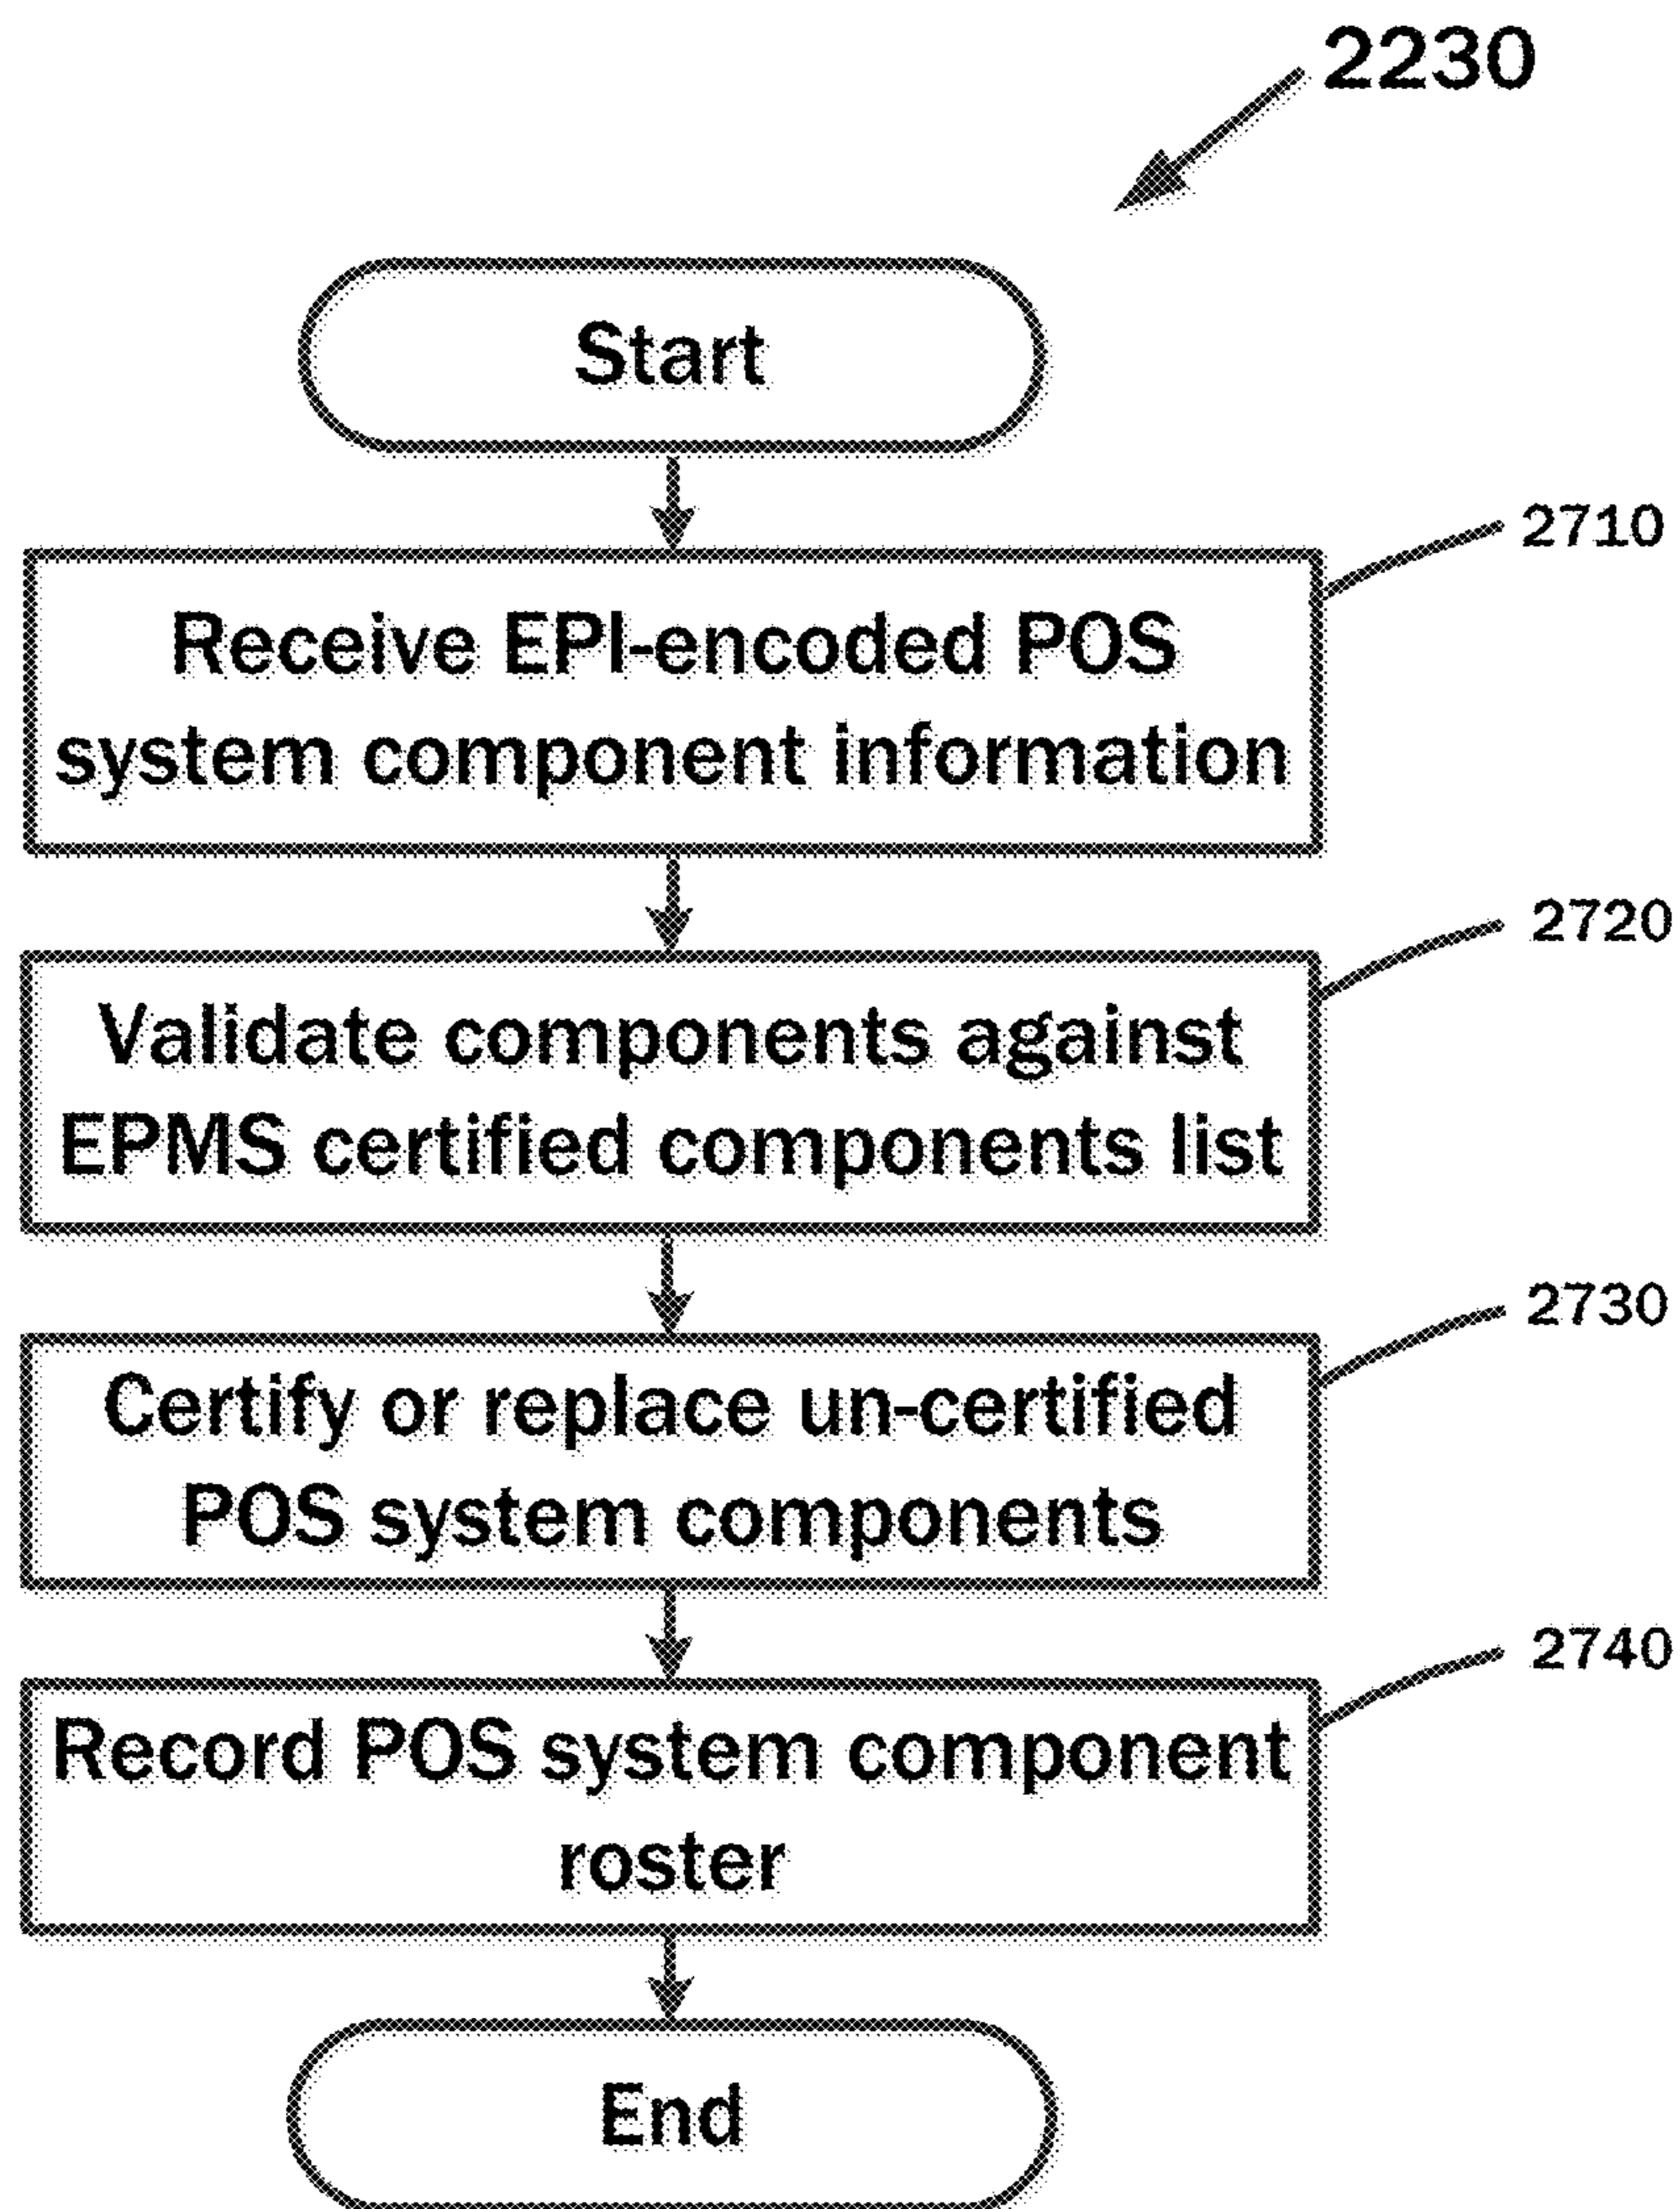 2230
Start
2710
Receive EPI-encoded POS
system component information
2720
Validate components against
EPMS certified components list
2730
Certify or replace un-certified
POS system components
2740
Record POS system component
roster
End